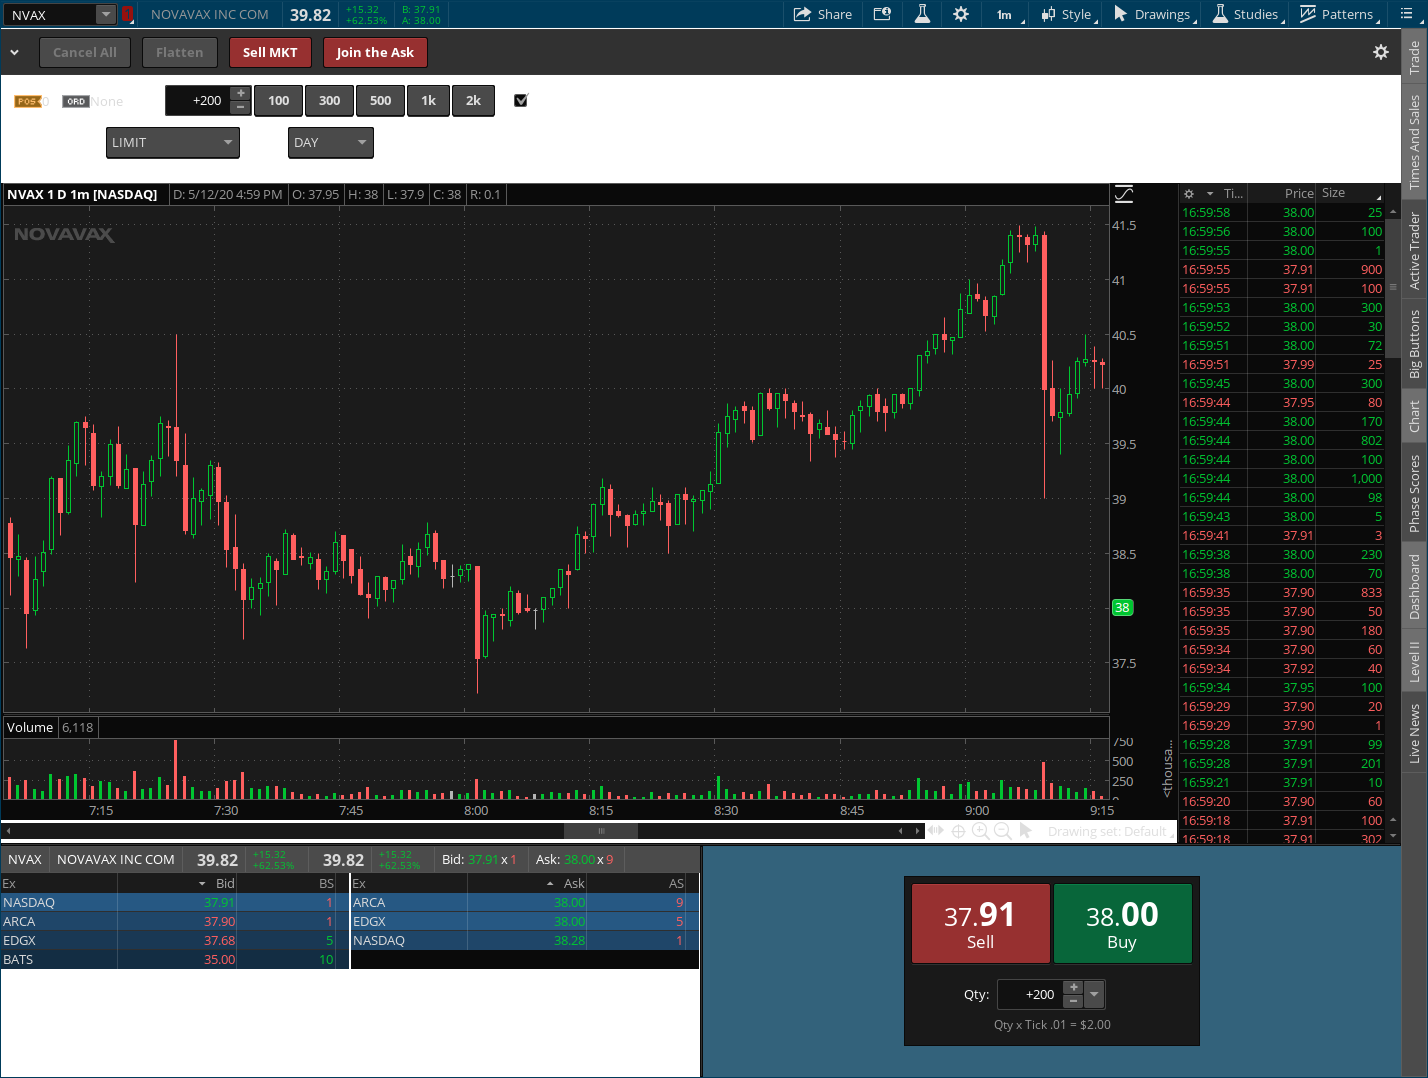 NVAX 1 NOVAVAX INC COM 39.82 +15.32 +62.53% B: 37.91 A: 38.00 Share 1m Style Drawings Studies Patterns
Cancel All Flatten Sell MKT Join the Ask
POS 0 ORD None +200 100 300 500 1k 2k
LIMIT DAY
NVAX 1 D 1m [NASDAQ] D: 5/12/20 4:59 PM O: 37.95 H: 38 L: 37.9 C: 38 R: 0.1
NOVAVAX
41.5
41
40.5
40
39.5
39
38.5
38
37.5
Volume 6,118
750
500
250
0
<thousa...
7:15 7:30 7:45 8:00 8:15 8:30 8:45 9:00 9:15
Drawing set: Default
Ti... Price Size
16:59:58 38.00 25
16:59:56 38.00 100
16:59:55 38.00 1
16:59:55 37.91 900
16:59:55 37.91 100
16:59:53 38.00 300
16:59:52 38.00 30
16:59:51 38.00 72
16:59:51 37.99 25
16:59:45 38.00 300
16:59:44 37.95 80
16:59:44 38.00 170
16:59:44 38.00 802
16:59:44 38.00 100
16:59:44 38.00 1,000
16:59:44 38.00 98
16:59:43 38.00 5
16:59:41 37.91 3
16:59:38 38.00 230
16:59:38 38.00 70
16:59:35 37.90 833
16:59:35 37.90 50
16:59:35 37.90 180
16:59:34 37.90 60
16:59:34 37.92 40
16:59:34 37.95 100
16:59:29 37.90 20
16:59:29 37.90 1
16:59:28 37.91 99
16:59:28 37.91 201
16:59:21 37.91 10
16:59:20 37.90 60
16:59:18 37.91 100
16:59:18 37.91 302
Trade
Times And Sales
Active Trader
Big Buttons
Chart
Phase Scores
Dashboard
Level II
Live News
NVAX NOVAVAX INC COM 39.82 +15.32 +62.53% 39.82 +15.32 +62.53% Bid: 37.91 x 1 Ask: 38.00 x 9
Ex Bid BS Ex Ask AS
NASDAQ 37.91 1 ARCA 38.00 9
ARCA 37.90 1 EDGX 38.00 5
EDGX 37.68 5 NASDAQ 38.28 1
BATS 35.00 10
37.91 38.00
Sell Buy
Qty: +200
Qty x Tick .01 = $2.00